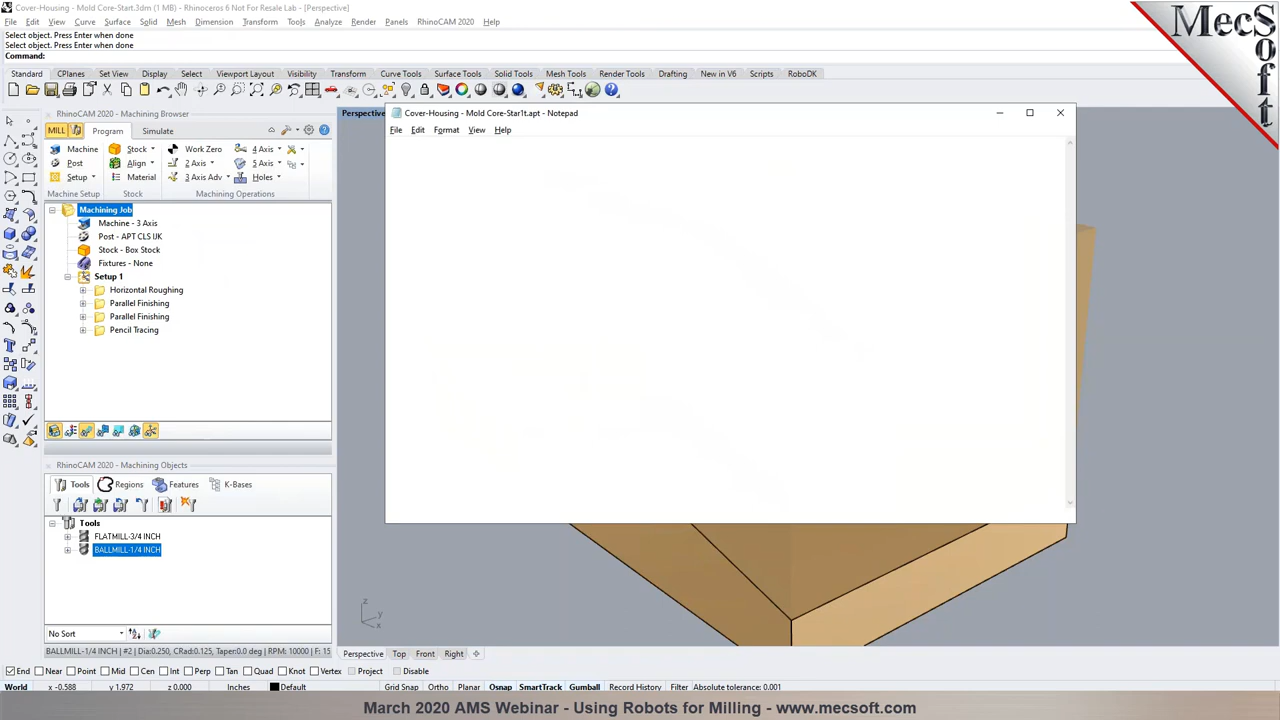 Cover-Housing - Mold Core-Start.3dm (1 MB) - Rhinoceros 6 Not For Resale Lab - [Perspective]
File Edit View Curve Surface Solid Mesh Dimension Transform Tools Analyze Render Panels RhinoCAM 2020 Help
Select object. Press Enter when done
Select object. Press Enter when done
Command:
Standard CPlanes Set View Display Select Viewport Layout Visibility Transform Curve Tools Surface Tools Solid Tools Mesh Tools Render Tools Drafting New in V6 Scripts RoboDK
MecSoft
RhinoCAM 2020 - Machining Browser
MILL Program Simulate
Machine Stock Work Zero 4 Axis
Post Align 2 Axis 5 Axis
Setup Material 3 Axis Adv Holes
Machine Setup Stock Machining Operations
Machining Job
Machine - 3 Axis
Post - APT CLS IJK
Stock - Box Stock
Fixtures - None
Setup 1
Horizontal Roughing
Parallel Finishing
Parallel Finishing
Pencil Tracing
Perspective
Cover-Housing - Mold Core-Star1t.apt - Notepad
File Edit Format View Help
RhinoCAM 2020 - Machining Objects
Tools Regions Features K-Bases
Tools
FLATMILL-3/4 INCH
BALLMILL-1/4 INCH
No Sort
BALLMILL-1/4 INCH | #2 | Dia:0.250, CRad:0.125, Taper:0.0 deg | RPM: 10000 | F: 15
z
y
x
Perspective Top Front Right
End Near Point Mid Cen Int Perp Tan Quad Knot Vertex Project Disable
World x -0.588 y 1.972 z 0.000 Inches Default Grid Snap Ortho Planar Osnap SmartTrack Gumball Record History Filter Absolute tolerance: 0.001
March 2020 AMS Webinar - Using Robots for Milling - www.mecsoft.com